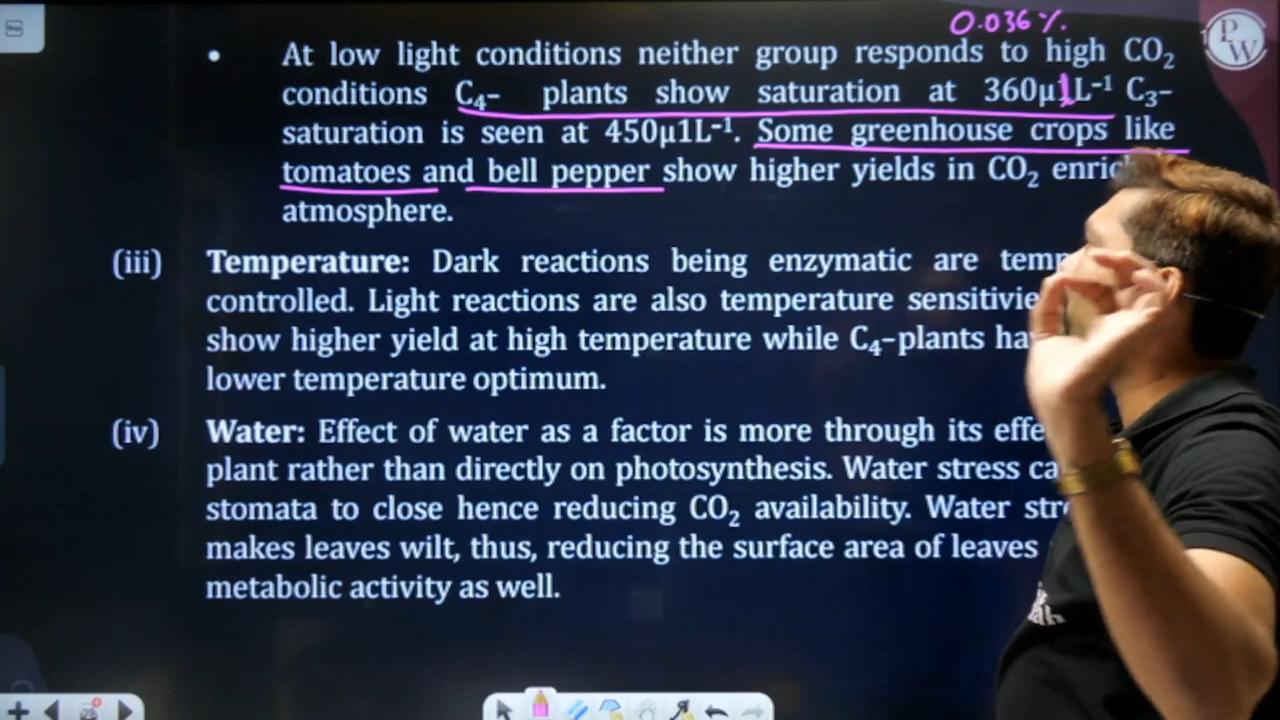 0.036%.
• At low light conditions neither group responds to high CO₂
conditions C₄- plants show saturation at 360μ1L⁻¹ C₃-
saturation is seen at 450μ1L⁻¹. Some greenhouse crops like
tomatoes and bell pepper show higher yields in CO₂
atmosphere.
(iii) Temperature: Dark reactions being enzymatic are
controlled. Light reactions are also temperature
show higher yield at high temperature while C₄-plants
lower temperature optimum.
(iv) Water: Effect of water as a factor is more through its
plant rather than directly on photosynthesis. Water stress
stomata to close hence reducing CO₂ availability. Water
makes leaves wilt, thus, reducing the surface area of leaves
metabolic activity as well.
PW